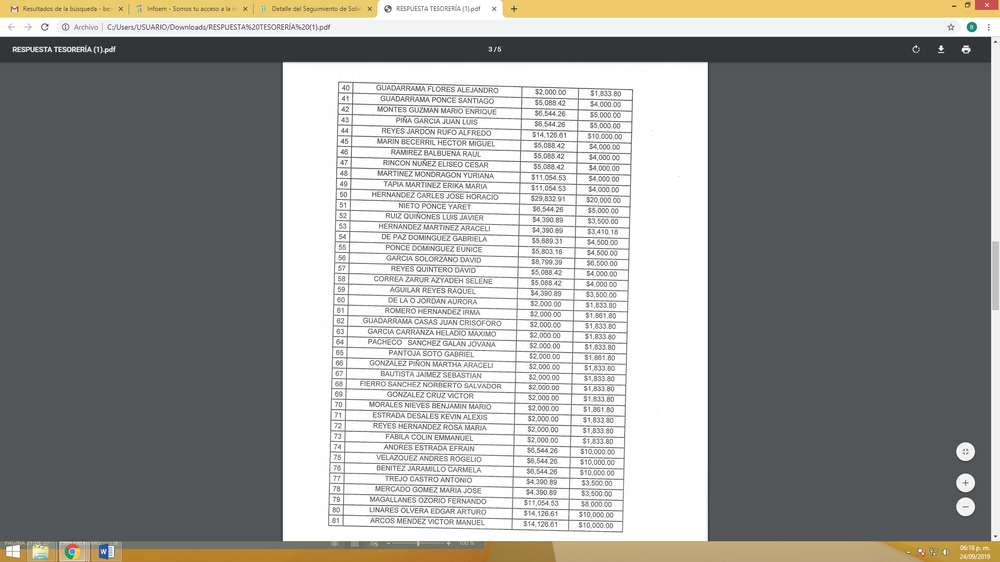 Resultados de la búsqueda - ber
Infoem - Somos tu acceso a la in
Detalle del Seguimiento de Solic
RESPUESTA TESORERÍA (1).pdf
Archivo C:/Users/USUARIO/Downloads/RESPUESTA%20TESORERÍA%20(1).pdf
B
RESPUESTA TESORERÍA (1).pdf 3 / 5
40 GUADARRAMA FLORES ALEJANDRO $2,000.00 $1,833.80
41 GUADARRAMA PONCE SANTIAGO $5,088.42 $4,000.00
42 MONTES GUZMAN MARIO ENRIQUE $6,544.26 $5,000.00
43 PIÑA GARCIA JUAN LUIS $6,544.26 $5,000.00
44 REYES JARDON RUFO ALFREDO $14,126.61 $10,000.00
45 MARIN BECERRIL HECTOR MIGUEL $5,088.42 $4,000.00
46 RAMIREZ BALBUENA RAUL $5,088.42 $4,000.00
47 RINCON NUÑEZ ELISEO CESAR $5,088.42 $4,000.00
48 MARTINEZ MONDRAGON YURIANA $11,054.53 $4,000.00
49 TAPIA MARTINEZ ERIKA MARIA $11,054.53 $4,000.00
50 HERNANDEZ CARLES JOSE HORACIO $29,832.91 $20,000.00
51 NIETO PONCE YARET $6,544.26 $5,000.00
52 RUIZ QUIÑONES LUIS JAVIER $4,390.89 $3,500.00
53 HERNANDEZ MARTINEZ ARACELI $4,390.89 $3,410.18
54 DE PAZ DOMINGUEZ GABRIELA $5,689.31 $4,500.00
55 PONCE DOMINGUEZ EUNICE $5,803.16 $4,500.00
56 GARCIA SOLORZANO DAVID $8,799.39 $6,500.00
57 REYES QUINTERO DAVID $5,088.42 $4,000.00
58 CORREA ZARUR AZYADEH SELENE $5,088.42 $4,000.00
59 AGUILAR REYES RAQUEL $4,390.89 $3,500.00
60 DE LA O JORDAN AURORA $2,000.00 $1,833.80
61 ROMERO HERNANDEZ IRMA $2,000.00 $1,861.80
62 GUADARRAMA CASAS JUAN CRISOFORO $2,000.00 $1,833.80
63 GARCIA CARRANZA HELADIO MAXIMO $2,000.00 $1,833.80
64 PACHECO SANCHEZ GALAN JOVANA $2,000.00 $1,833.80
65 PANTOJA SOTO GABRIEL $2,000.00 $1,861.80
66 GONZALEZ PIÑON MARTHA ARACELI $2,000.00 $1,833.80
67 BAUTISTA JAIMEZ SEBASTIAN $2,000.00 $1,833.80
68 FIERRO SANCHEZ NORBERTO SALVADOR $2,000.00 $1,833.80
69 GONZALEZ CRUZ VICTOR $2,000.00 $1,833.80
70 MORALES NIEVES BENJAMIN MARIO $2,000.00 $1,861.80
71 ESTRADA DESALES KEVIN ALEXIS $2,000.00 $1,833.80
72 REYES HERNANDEZ ROSA MARIA $2,000.00 $1,833.80
73 FABILA COLIN EMMANUEL $2,000.00 $1,833.80
74 ANDRES ESTRADA EFRAIN $6,544.26 $10,000.00
75 VELAZQUEZ ANDRES ROGELIO $6,544.26 $10,000.00
76 BENITEZ JARAMILLO CARMELA $6,544.26 $10,000.00
77 TREJO CASTRO ANTONIO $4,390.89 $3,500.00
78 MERCADO GOMEZ MARIA JOSE $4,390.89 $3,500.00
79 MAGALLANES OZORIO FERNANDO $11,054.53 $8,000.00
80 LINARES OLVERA EDGAR ARTURO $14,126.61 $10,000.00
81 ARCOS MENDEZ VICTOR MANUEL $14,126.61 $10,000.00
PÁGINA 21 DE 27 PALABRAS 100 %
06:18 p. m.
24/09/2019